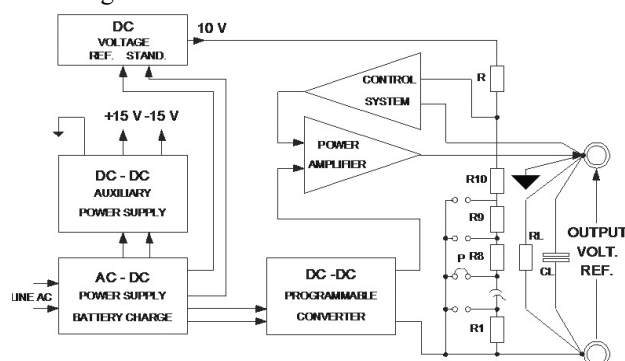 DC
VOLTAGE
REF. STAND.
10 V
R
CONTROL
SYSTEM
+15 V -15 V
POWER
AMPLIFIER
DC - DC
AUXILIARY
POWER SUPPLY
R10
R9
R8
P
R1
RL
CL
OUTPUT
VOLT.
REF.
LINE AC
AC - DC
POWER SUPPLY
BATTERY CHARGE
DC -DC
PROGRAMMABLE
CONVERTER